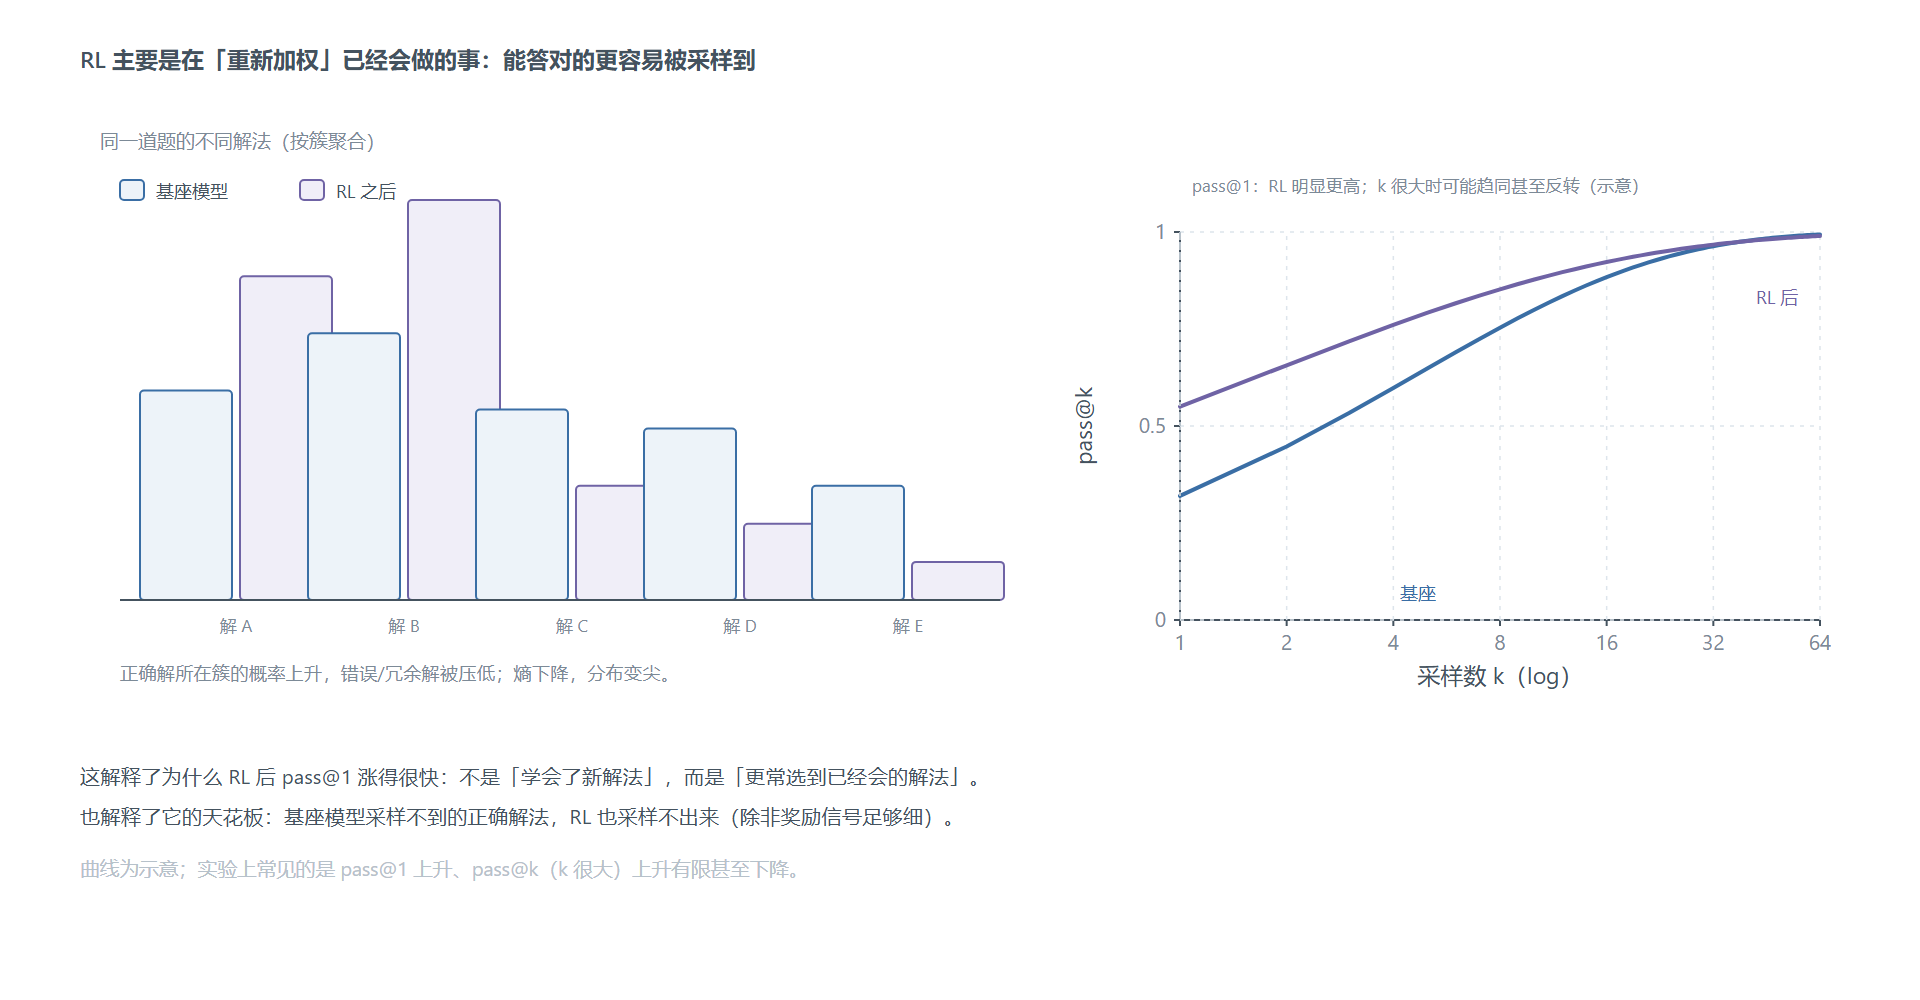 RL 主要是在「重新加权」已经会做的事：能答对的更容易被采样到
同一道题的不同解法（按簇聚合）
基座模型
RL 之后
解 A
解 B
解 C
解 D
解 E
正确解所在簇的概率上升，错误/冗余解被压低；熵下降，分布变尖。
pass@1：RL 明显更高；k 很大时可能趋同甚至反转（示意）
1
0.5
0
pass@k
RL 后
基座
1
2
4
8
16
32
64
采样数 k（log）
这解释了为什么 RL 后 pass@1 涨得很快：不是「学会了新解法」，而是「更常选到已经会的解法」。
也解释了它的天花板：基座模型采样不到的正确解法，RL 也采样不出来（除非奖励信号足够细）。
曲线为示意；实验上常见的是 pass@1 上升、pass@k（k 很大）上升有限甚至下降。